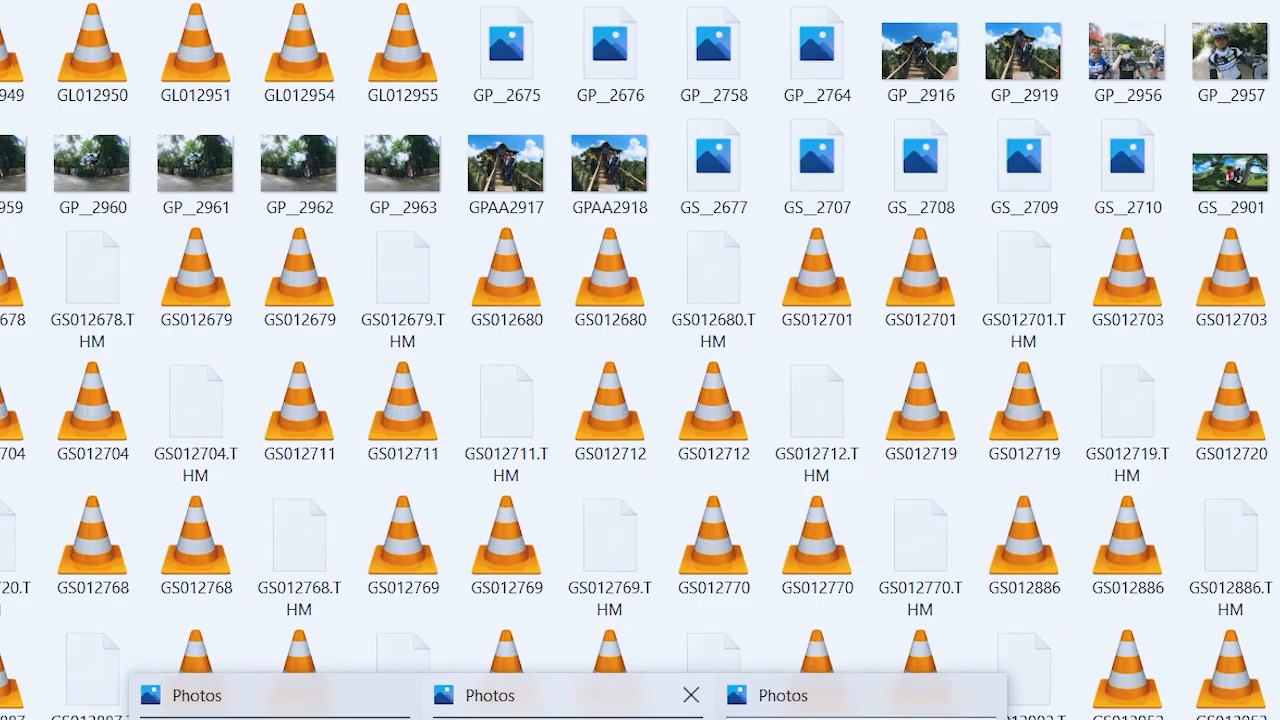 949 GL012950 GL012951 GL012954 GL012955 GP__2675 GP__2676 GP__2758 GP__2764 GP__2916 GP__2919 GP__2956 GP__2957
959 GP__2960 GP__2961 GP__2962 GP__2963 GPAA2917 GPAA2918 GS__2677 GS__2707 GS__2708 GS__2709 GS__2710 GS__2901
678 GS012678.T GS012679 GS012679 GS012679.T GS012680 GS012680 GS012680.T GS012701 GS012701 GS012701.T GS012703 GS012703
HM HM HM HM
704 GS012704 GS012704.T GS012711 GS012711 GS012711.T GS012712 GS012712 GS012712.T GS012719 GS012719 GS012719.T GS012720
HM HM HM HM
720.T GS012768 GS012768 GS012768.T GS012769 GS012769 GS012769.T GS012770 GS012770 GS012770.T GS012886 GS012886 GS012886.T
HM HM HM HM
Photos Photos Photos